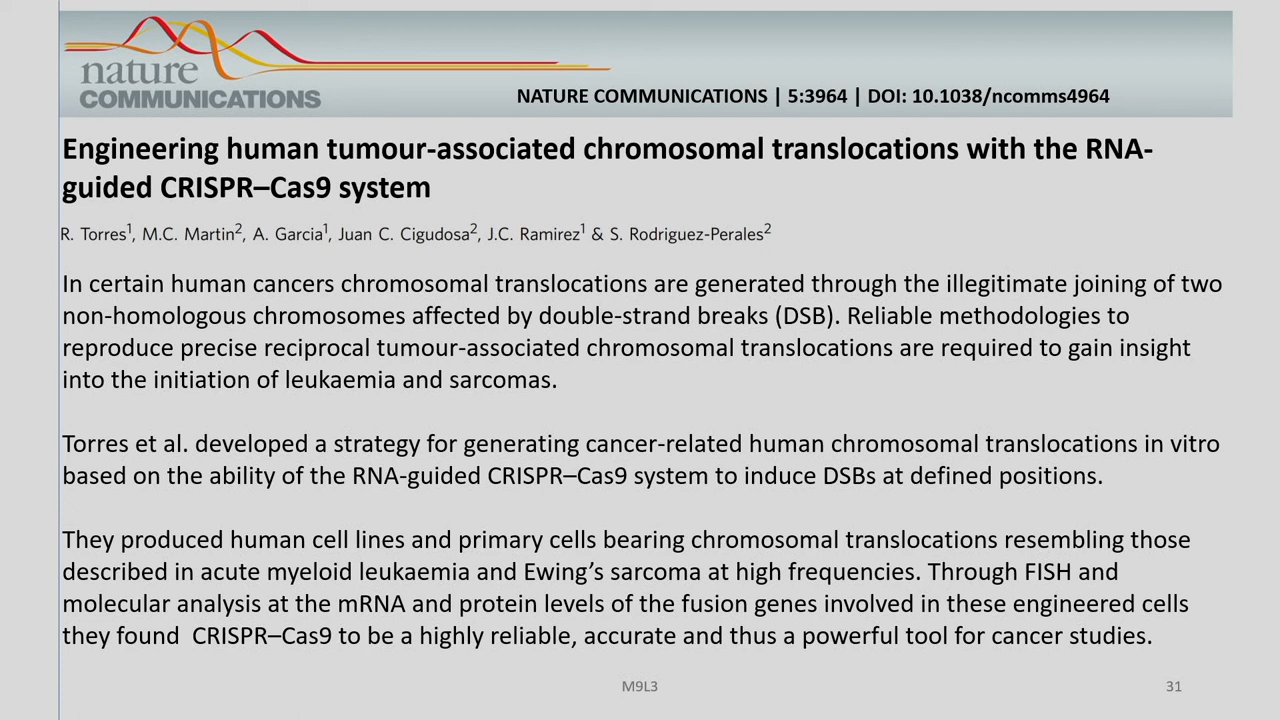 nature
COMMUNICATIONS
NATURE COMMUNICATIONS | 5:3964 | DOI: 10.1038/ncomms4964
Engineering human tumour-associated chromosomal translocations with the RNA-
guided CRISPR–Cas9 system
R. Torres1, M.C. Martin2, A. Garcia1, Juan C. Cigudosa2, J.C. Ramirez1 & S. Rodriguez-Perales2
In certain human cancers chromosomal translocations are generated through the illegitimate joining of two
non-homologous chromosomes affected by double-strand breaks (DSB). Reliable methodologies to
reproduce precise reciprocal tumour-associated chromosomal translocations are required to gain insight
into the initiation of leukaemia and sarcomas.
Torres et al. developed a strategy for generating cancer-related human chromosomal translocations in vitro
based on the ability of the RNA-guided CRISPR–Cas9 system to induce DSBs at defined positions.
They produced human cell lines and primary cells bearing chromosomal translocations resembling those
described in acute myeloid leukaemia and Ewing’s sarcoma at high frequencies. Through FISH and
molecular analysis at the mRNA and protein levels of the fusion genes involved in these engineered cells
they found  CRISPR–Cas9 to be a highly reliable, accurate and thus a powerful tool for cancer studies.
M9L3
31